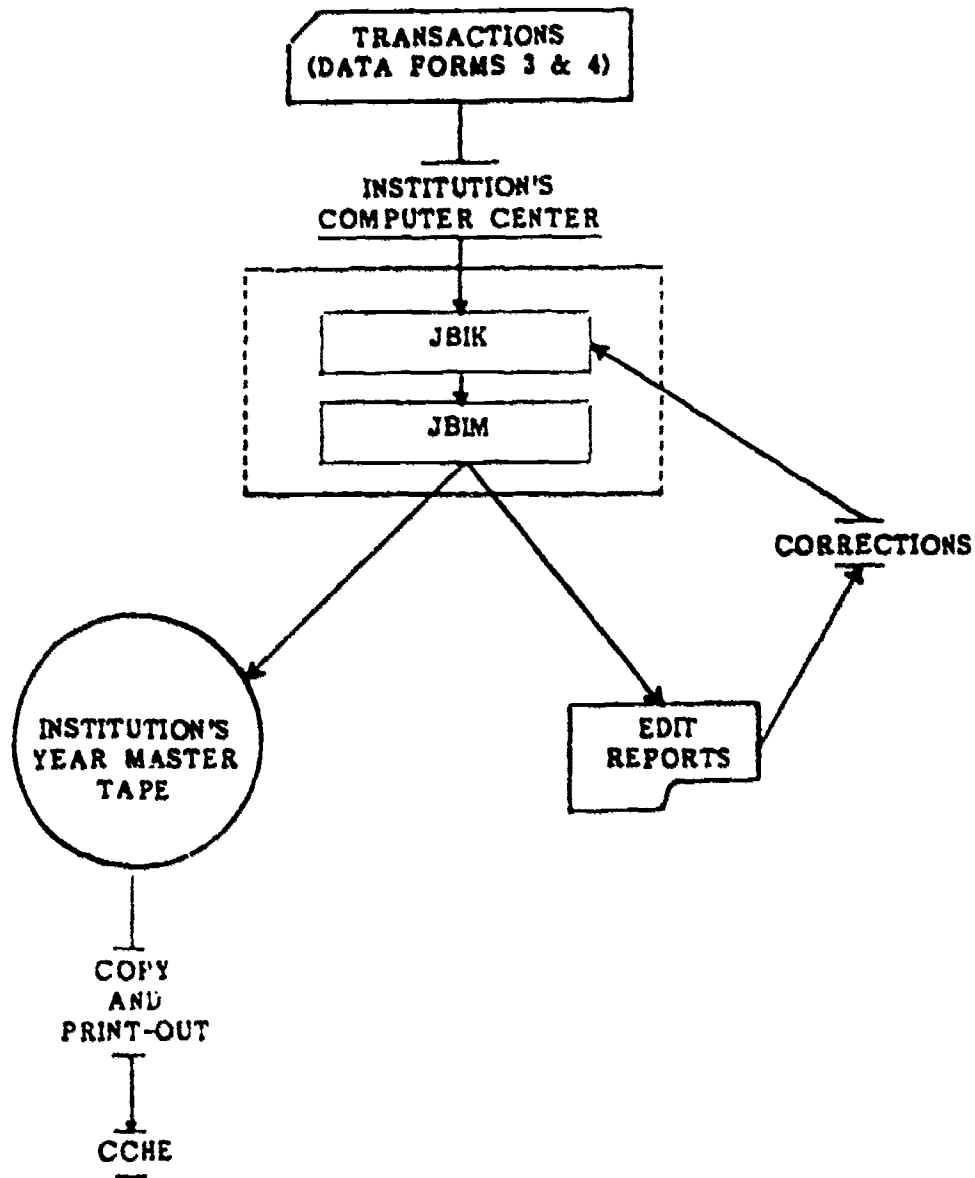 TRANSACTIONS
(DATA FORMS 3 & 4)
INSTITUTION'S
COMPUTER CENTER
JBIK
JBIM
CORRECTIONS
INSTITUTION'S
YEAR MASTER
TAPE
EDIT
REPORTS
COPY
AND
PRINT-OUT
CCHE